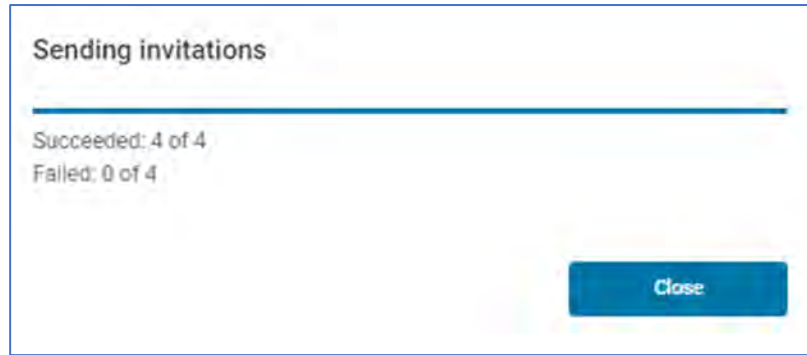 Sending invitations
Succeeded: 4 of 4
Failed: 0 of 4
Close